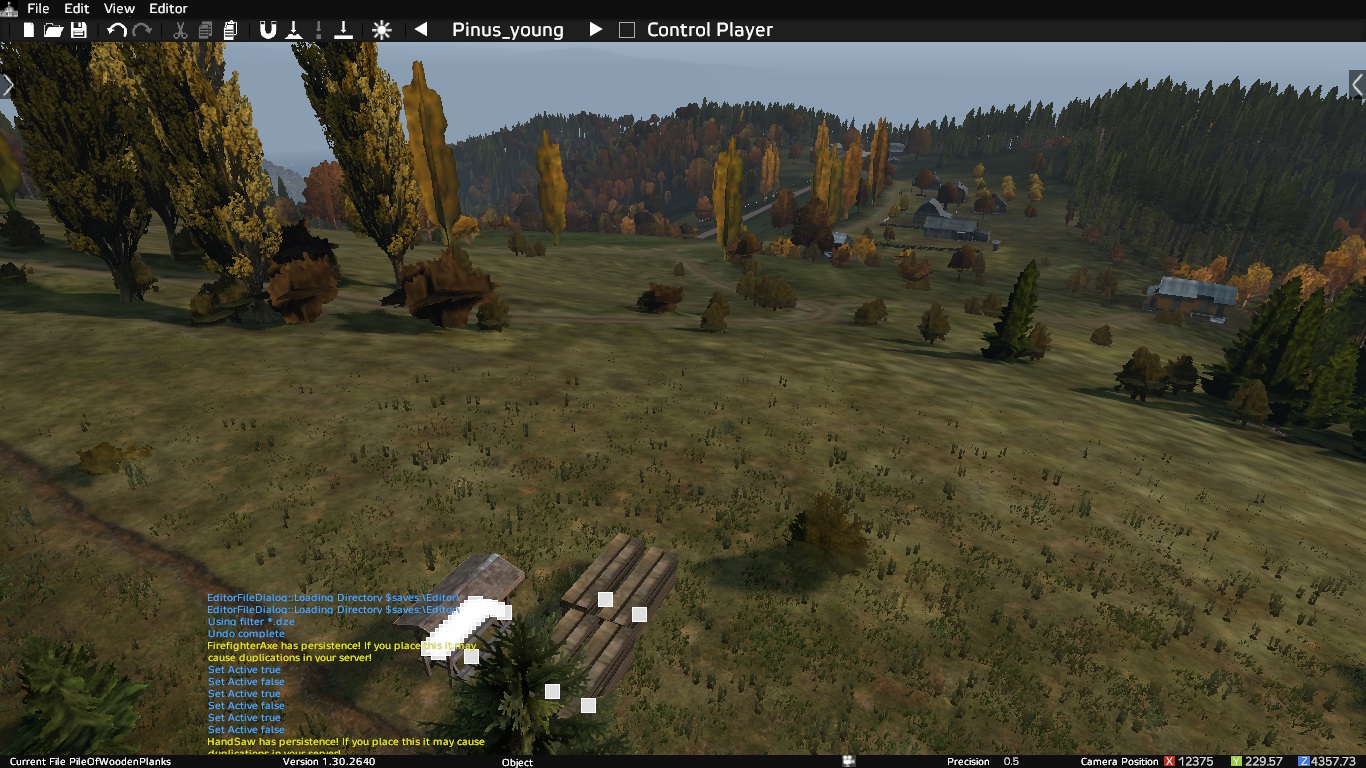 File Edit View Editor
Pinus_young Control Player
EditorFileDialog::Loading Directory $saves:\Editor\
EditorFileDialog::Loading Directory $saves:\Editor\
Using filter *.dze
Undo complete
FirefighterAxe has persistence! If you place this it may
cause duplications in your server!
Set Active true
Set Active false
Set Active true
Set Active false
Set Active true
Set Active false
HandSaw has persistence! If you place this it may cause
duplications in your server!
Current File PileOfWoodenPlanks Version 1.30.2640 Object Precision 0.5 Camera Position X 12375 Y 229.57 Z 4357.73